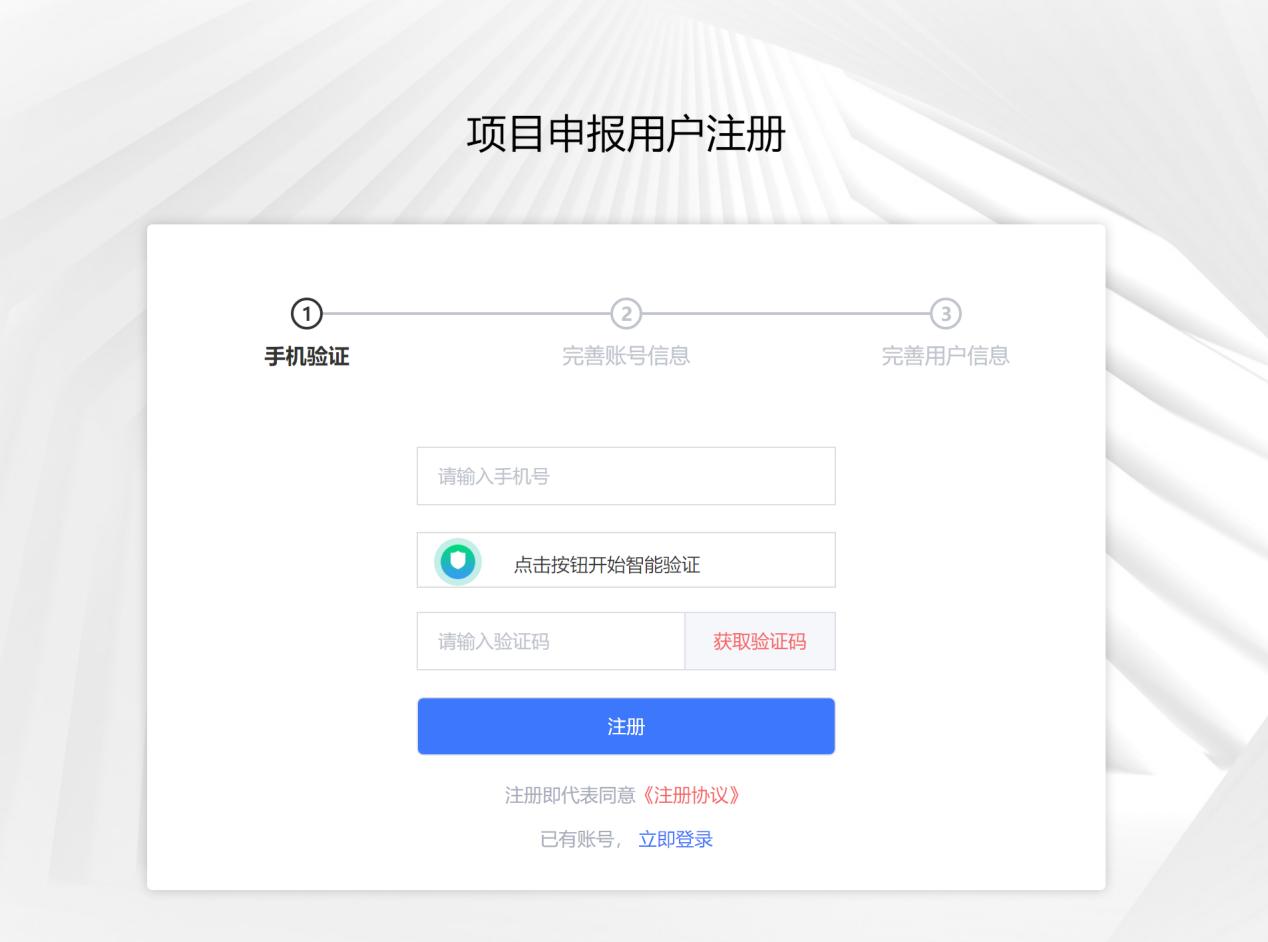 项目申报用户注册
1
2
3
手机验证
完善账号信息
完善用户信息
请输入手机号
点击按钮开始智能验证
请输入验证码
获取验证码
注册
注册即代表同意《注册协议》
已有账号， 立即登录